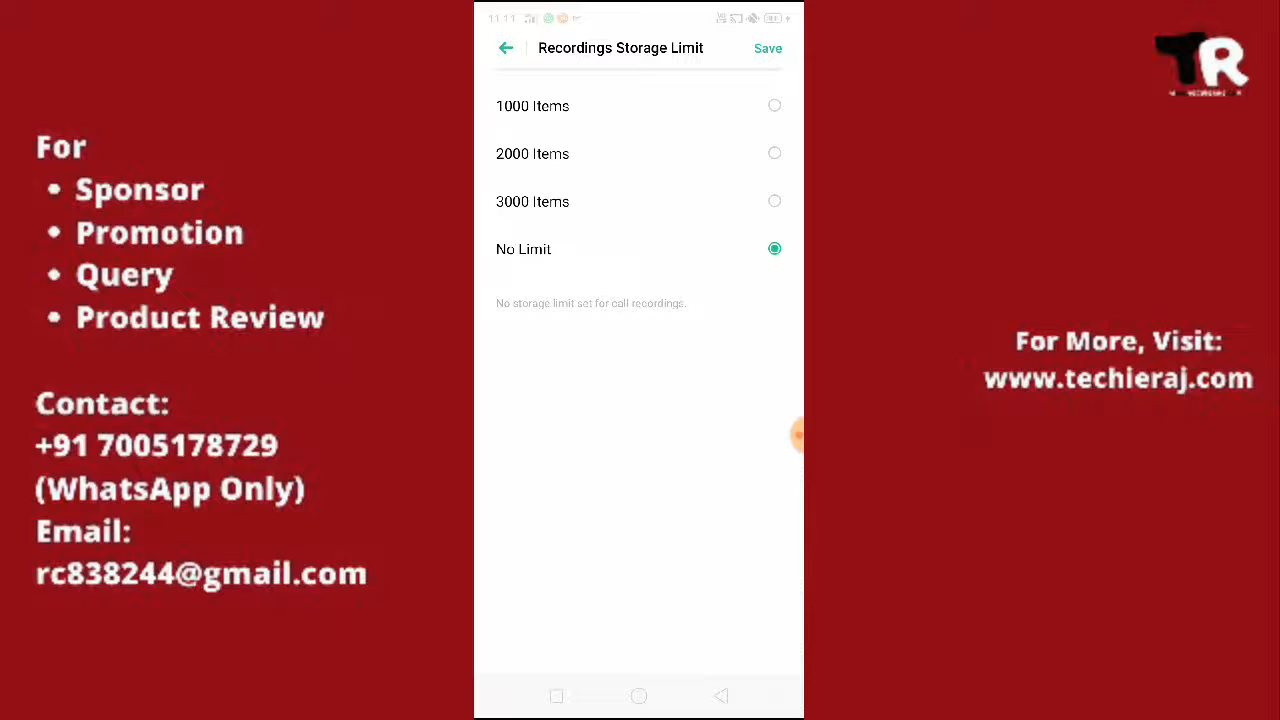 For
• Sponsor
• Promotion
• Query
• Product Review
Contact:
+91 7005178729
(WhatsApp Only)
Email:
rc838244@gmail.com
11:11
Recordings Storage Limit
Save
1000 Items
2000 Items
3000 Items
No Limit
No storage limit set for call recordings.
TR
For More, Visit:
www.techieraj.com